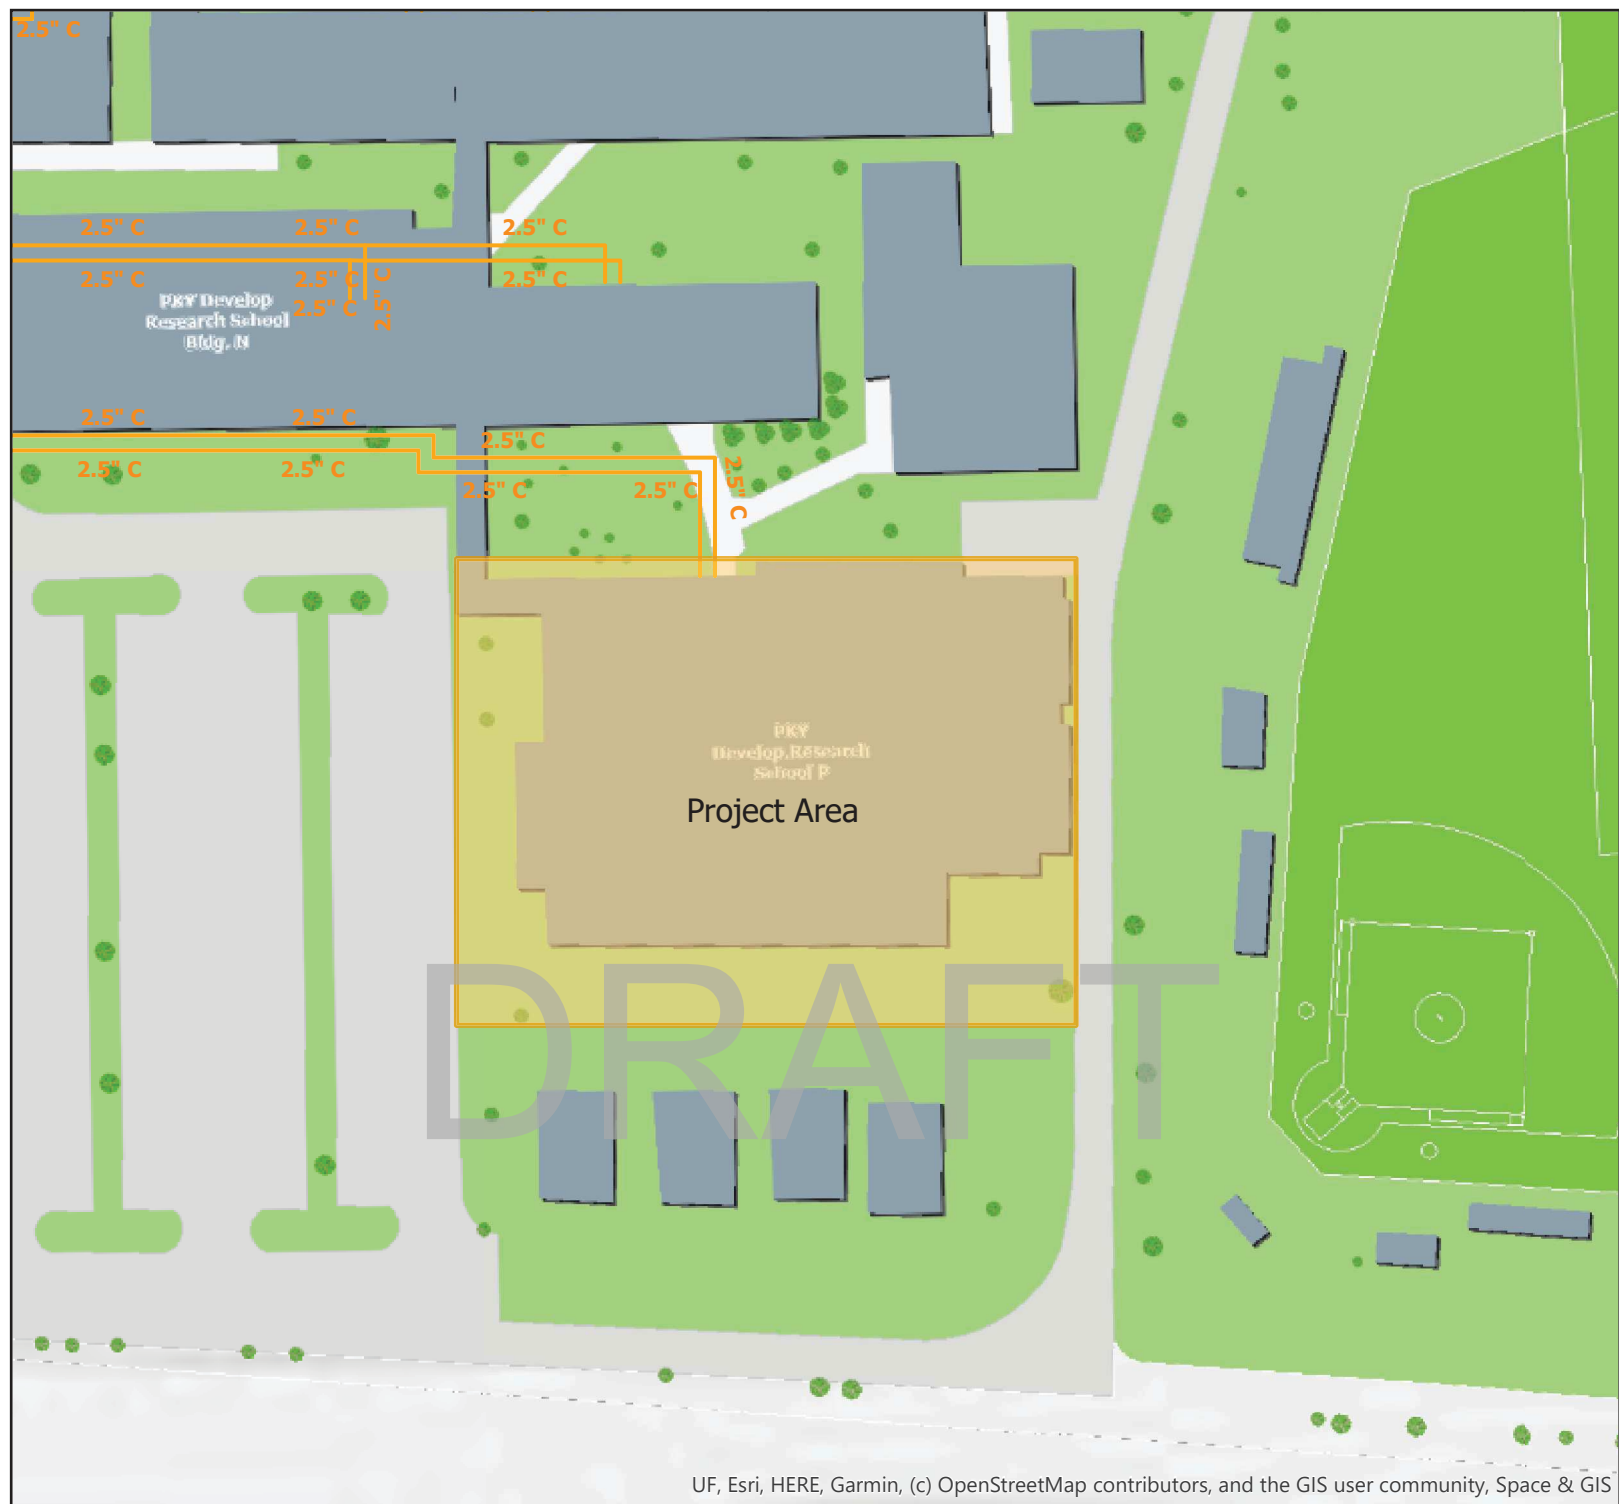 2.5" C
2.5" C
2.5" C
2.5" C
2.5" C
2.5" C
2.5" C
2.5" C
2.5" C
PKY Develop
Research School
Bldg. N
2.5" C
2.5" C
2.5" C
2.5" C
2.5" C
2.5" C
2.5" C
2.5" C
PKY
Develop.Research
School P
Project Area
DRAFT
UF, Esri, HERE, Garmin, (c) OpenStreetMap contributors, and the GIS user community, Space & GIS